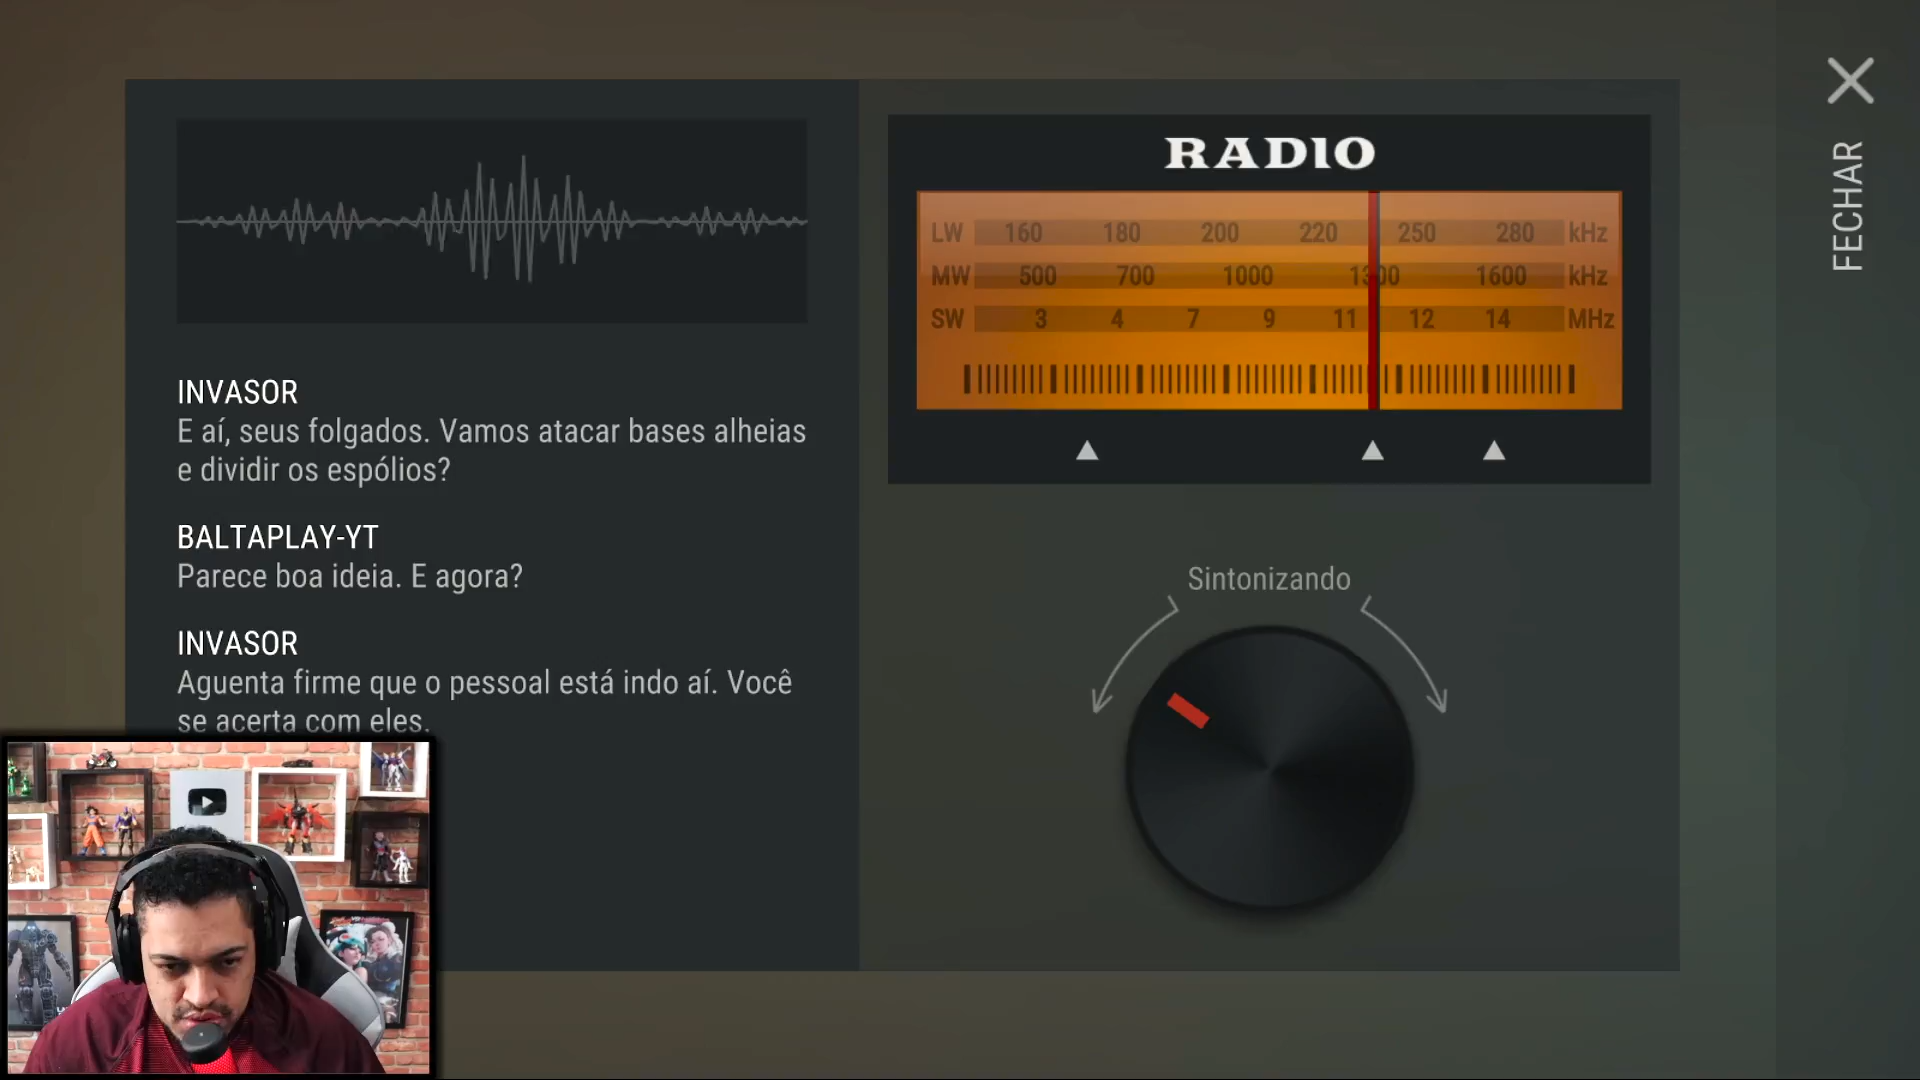 RADIO
LW 160 180 200 220 250 280 kHz
MW 500 700 1000 1300 1600 kHz
SW 3 4 7 9 11 12 14 MHz
FECHAR
INVASOR
E aí, seus folgados. Vamos atacar bases alheias
e dividir os espólios?
BALTAPLAY-YT
Parece boa ideia. E agora?
INVASOR
Aguenta firme que o pessoal está indo aí. Você
se acerta com eles.
Sintonizando